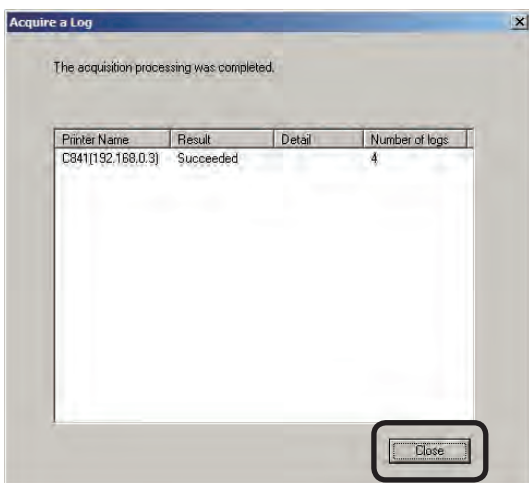 Acquire a Log
The acquisition processing was completed.
Printer Name Result Detail Number of logs
C841(192.168.0.3) Succeeded 4
Close